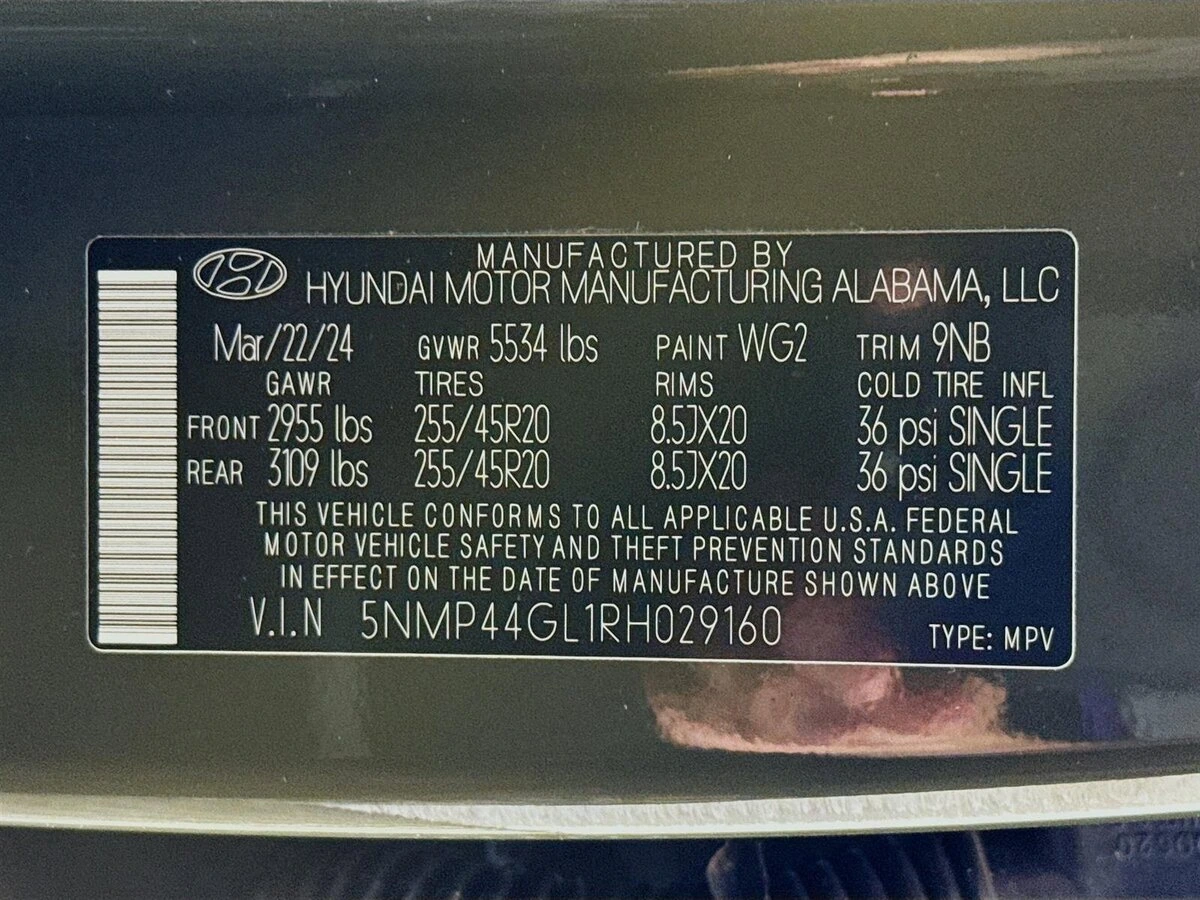 MANUFACTURED BY
HYUNDAI MOTOR MANUFACTURING ALABAMA, LLC
Mar/22/24 GVWR 5534 lbs PAINT WG2 TRIM 9NB
GAWR TIRES RIMS COLD TIRE INFL
FRONT 2955 lbs 255/45R20 8.5JX20 36 psi SINGLE
REAR 3109 lbs 255/45R20 8.5JX20 36 psi SINGLE
THIS VEHICLE CONFORMS TO ALL APPLICABLE U.S.A. FEDERAL
MOTOR VEHICLE SAFETY AND THEFT PREVENTION STANDARDS
IN EFFECT ON THE DATE OF MANUFACTURE SHOWN ABOVE
V.I.N 5NMP44GL1RH029160 TYPE: MPV